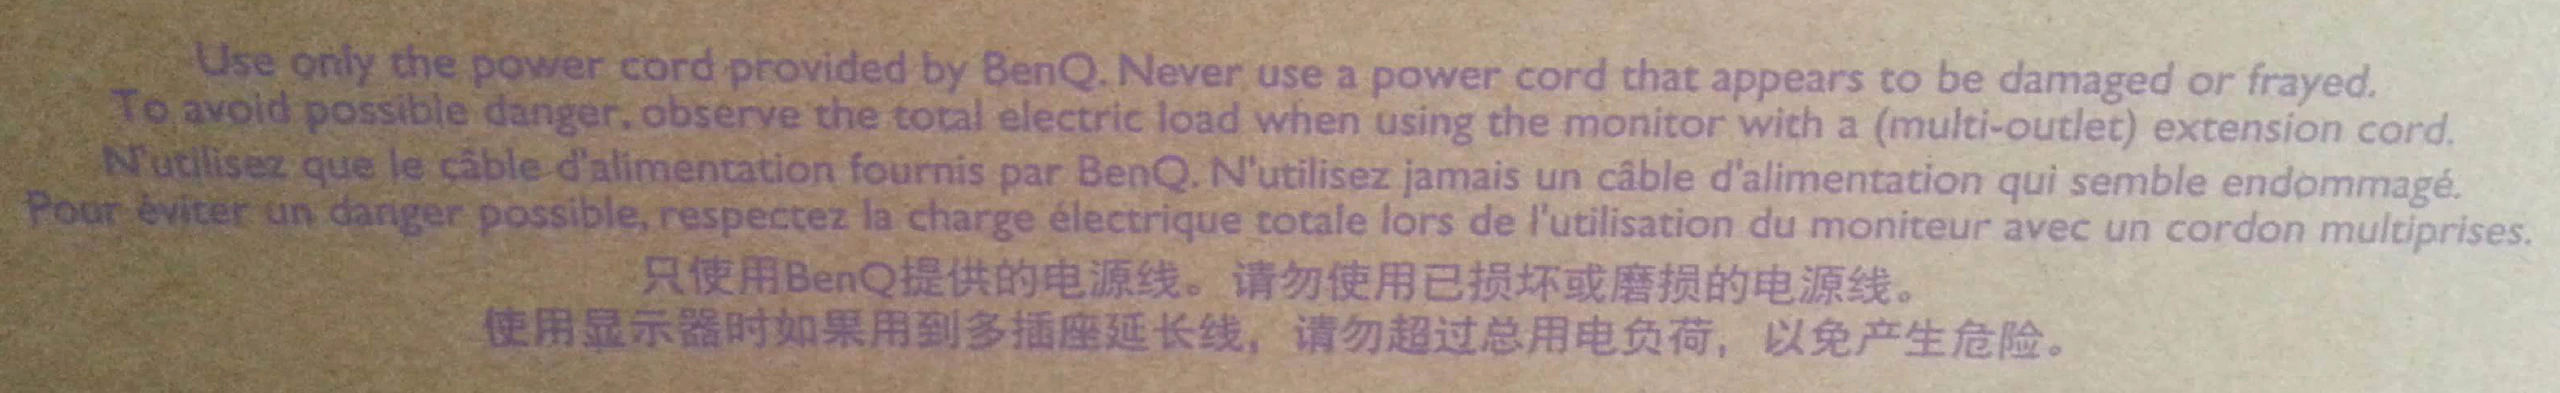 Use only the power cord provided by BenQ. Never use a power cord that appears to be damaged or frayed.
To avoid possible danger, observe the total electric load when using the monitor with a (multi-outlet) extension cord.
N'utilisez que le câble d'alimentation fournis par BenQ. N'utilisez jamais un câble d'alimentation qui semble endommagé.
Pour éviter un danger possible, respectez la charge électrique totale lors de l'utilisation du moniteur avec un cordon multiprises.
只使用BenQ提供的电源线。请勿使用已损坏或磨损的电源线。
使用显示器时如果用到多插座延长线，请勿超过总用电负荷，以免产生危险。